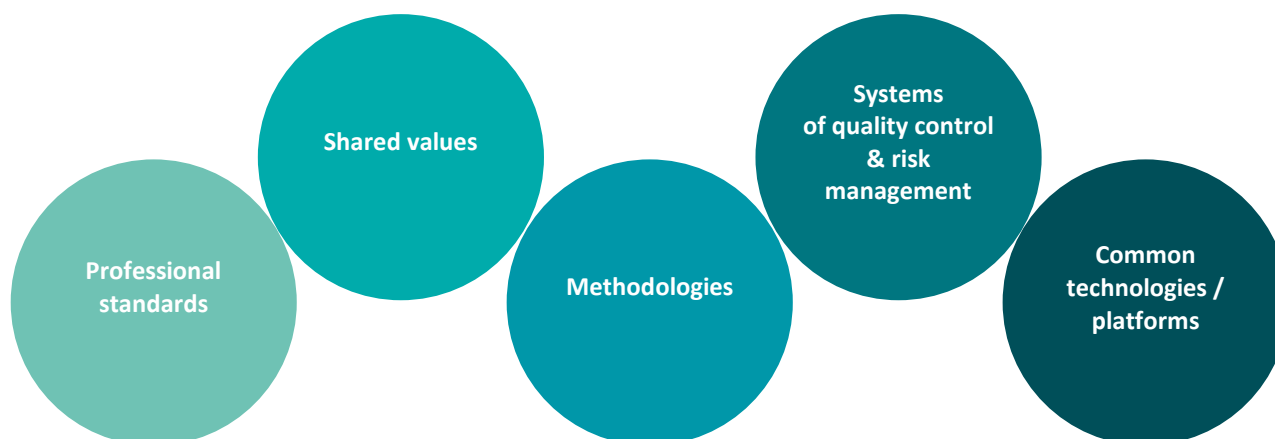 Professional
standards
Shared values
Methodologies
Systems
of quality control
& risk
management
Common
technologies /
platforms